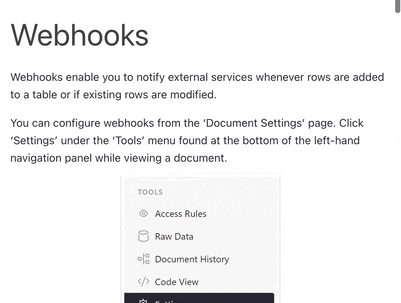 Webhooks
Webhooks enable you to notify external services whenever rows are added
to a table or if existing rows are modified.
You can configure webhooks from the ‘Document Settings’ page. Click
‘Settings’ under the ‘Tools’ menu found at the bottom of the left-hand
navigation panel while viewing a document.
TOOLS
Access Rules
Raw Data
Document History
Code View